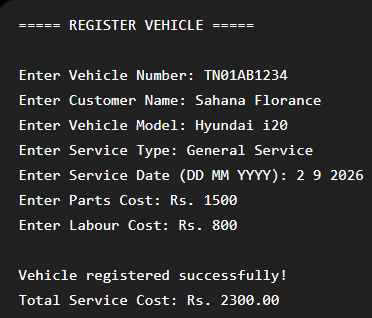 ===== REGISTER VEHICLE =====
Enter Vehicle Number: TN01AB1234
Enter Customer Name: Sahana Florance
Enter Vehicle Model: Hyundai i20
Enter Service Type: General Service
Enter Service Date (DD MM YYYY): 2 9 2026
Enter Parts Cost: Rs. 1500
Enter Labour Cost: Rs. 800
Vehicle registered successfully!
Total Service Cost: Rs. 2300.00